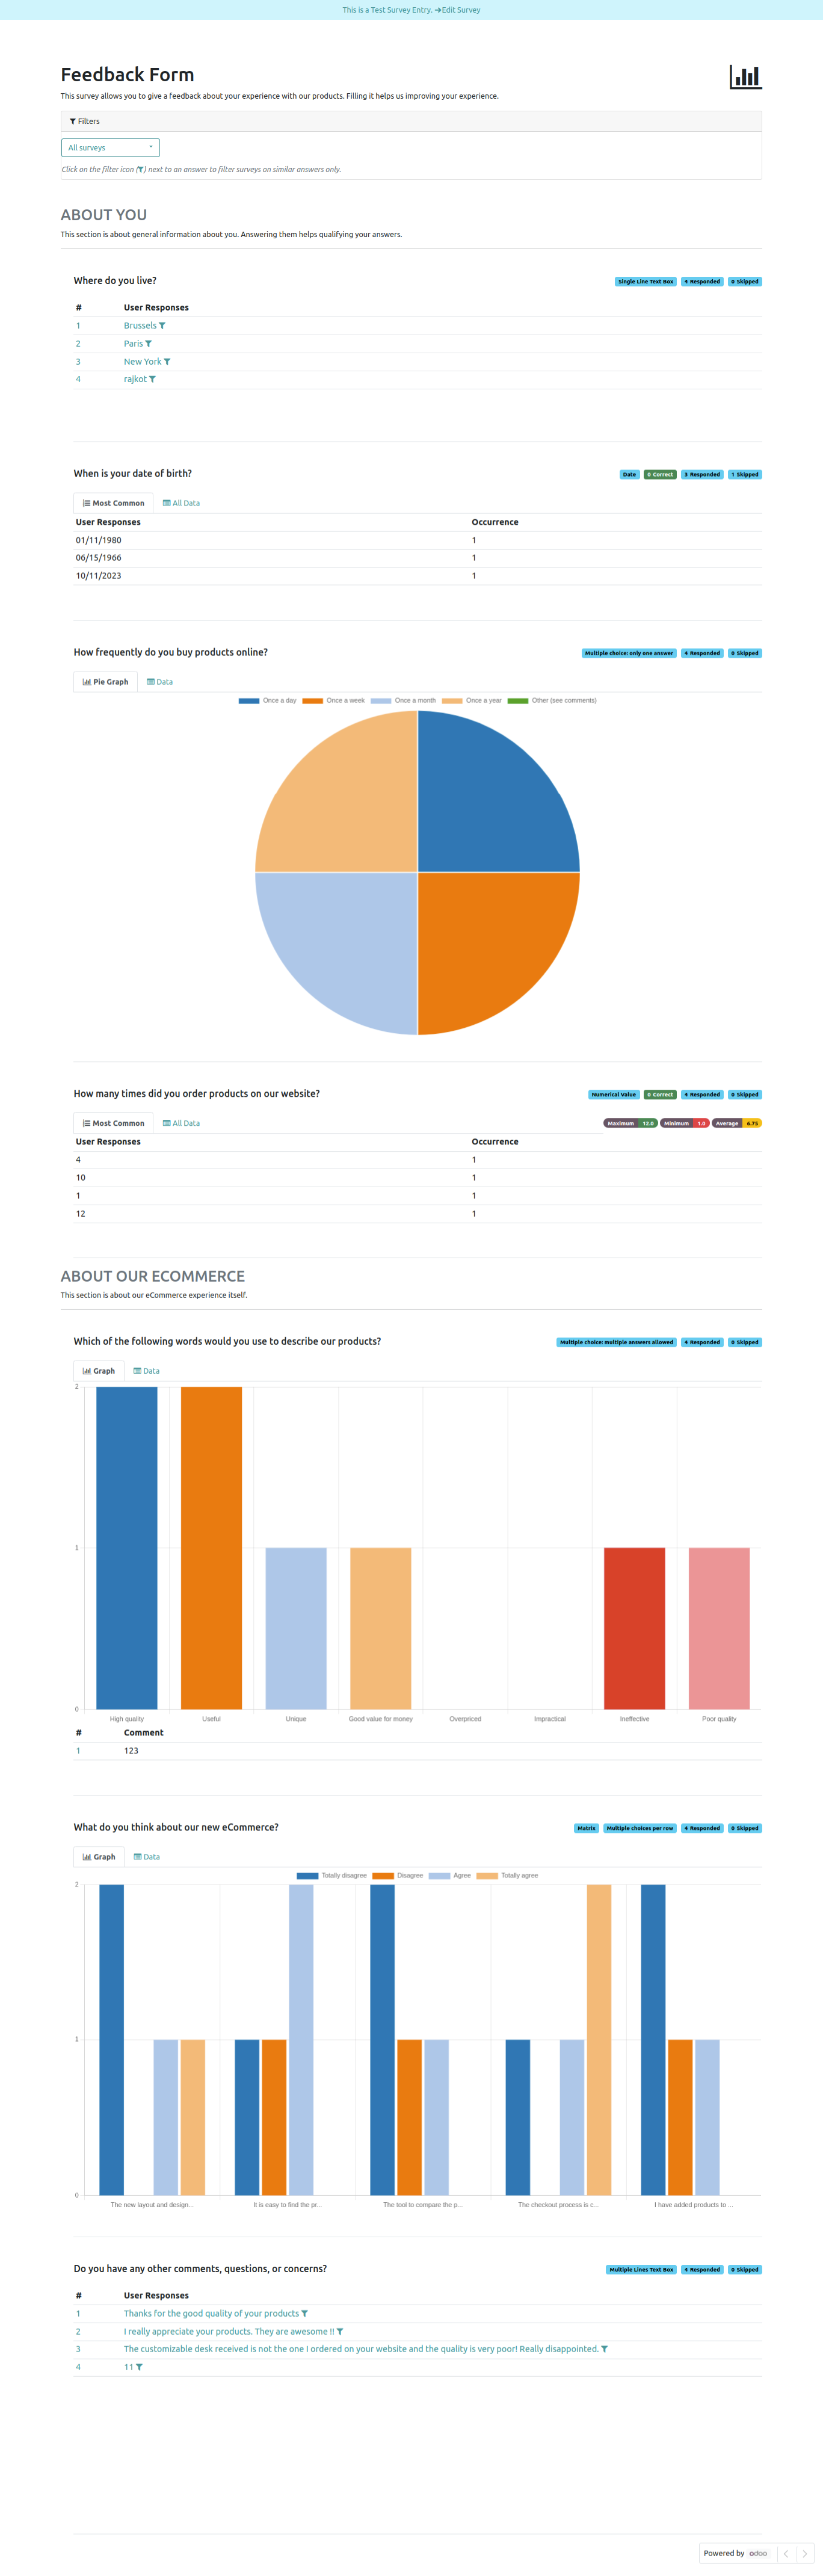 This is a Test Survey Entry. Edit Survey
Feedback Form
This survey allows you to give a feedback about your experience with our products. Filling it helps us improving your experience.
Filters
All surveys
Click on the filter icon () next to an answer to filter surveys on similar answers only.
ABOUT YOU
This section is about general information about you. Answering them helps qualifying your answers.
Where do you live? Single Line Text Box 4 Responded 0 Skipped
# User Responses
1 Brussels
2 Paris
3 New York
4 rajkot
When is your date of birth? Date 0 Correct 3 Responded 1 Skipped
Most Common All Data
User Responses Occurrence
01/11/1980 1
06/15/1966 1
10/11/2023 1
How frequently do you buy products online? Multiple choice: only one answer 4 Responded 0 Skipped
Pie Graph Data
Once a day Once a week Once a month Once a year Other (see comments)
How many times did you order products on our website? Numerical Value 0 Correct 4 Responded 0 Skipped
Most Common All Data Maximum 12.0 Minimum 1.0 Average 6.75
User Responses Occurrence
4 1
10 1
1 1
12 1
ABOUT OUR ECOMMERCE
This section is about our eCommerce experience itself.
Which of the following words would you use to describe our products? Multiple choice: multiple answers allowed 4 Responded 0 Skipped
Graph Data
2
1
0
High quality Useful Unique Good value for money Overpriced Impractical Ineffective Poor quality
# Comment
1 123
What do you think about our new eCommerce? Matrix Multiple choices per row 4 Responded 0 Skipped
Graph Data
Totally disagree Disagree Agree Totally agree
2
1
0
The new layout and design... It is easy to find the pr... The tool to compare the p... The checkout process is c... I have added products to ...
Do you have any other comments, questions, or concerns? Multiple Lines Text Box 4 Responded 0 Skipped
# User Responses
1 Thanks for the good quality of your products
2 I really appreciate your products. They are awesome !!
3 The customizable desk received is not the one I ordered on your website and the quality is very poor! Really disappointed.
4 11
Powered by odoo